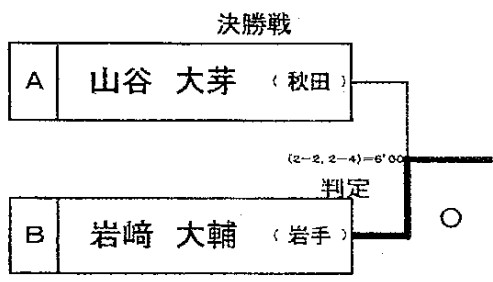 決勝戦
A 山谷 大芽 (秋田)
(2-2, 2-4)=6'00
判定
B 岩﨑 大輔 (岩手)
○